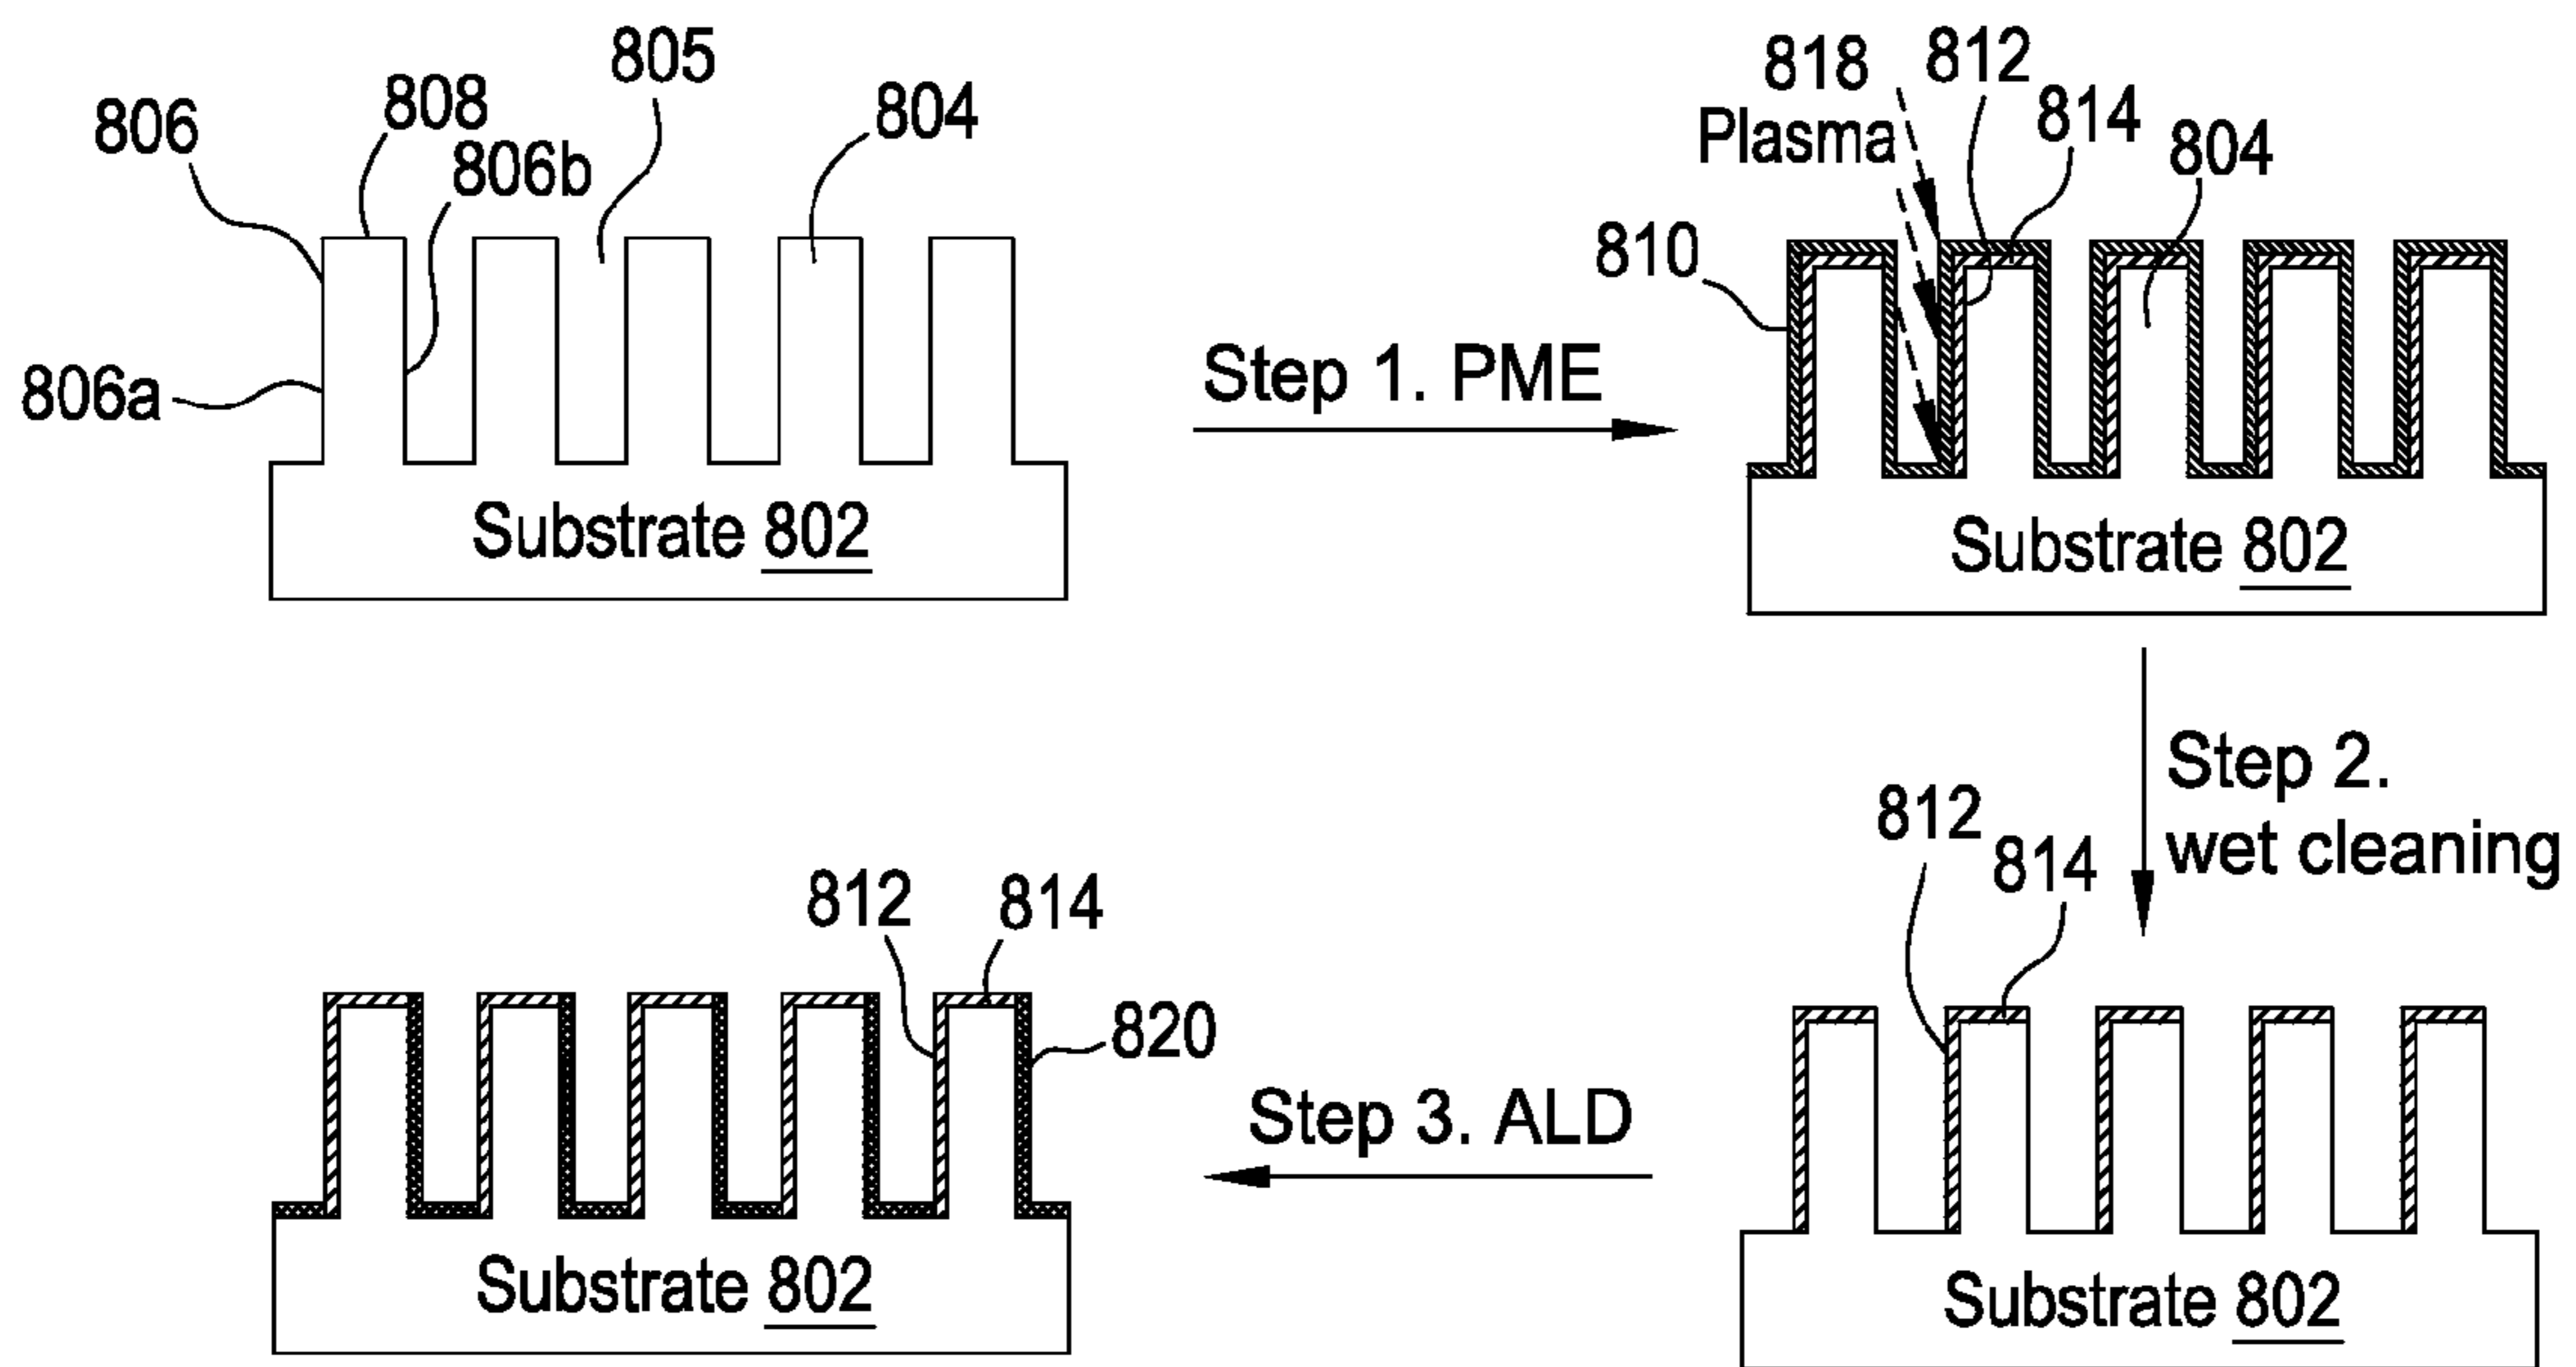 805
808
806
804
806b
806a
Substrate 802
Step 1. PME
818
Plasma
812
814
804
810
Substrate 802
Step 2.
wet cleaning
812
814
Substrate 802
Step 3. ALD
812
814
820
Substrate 802